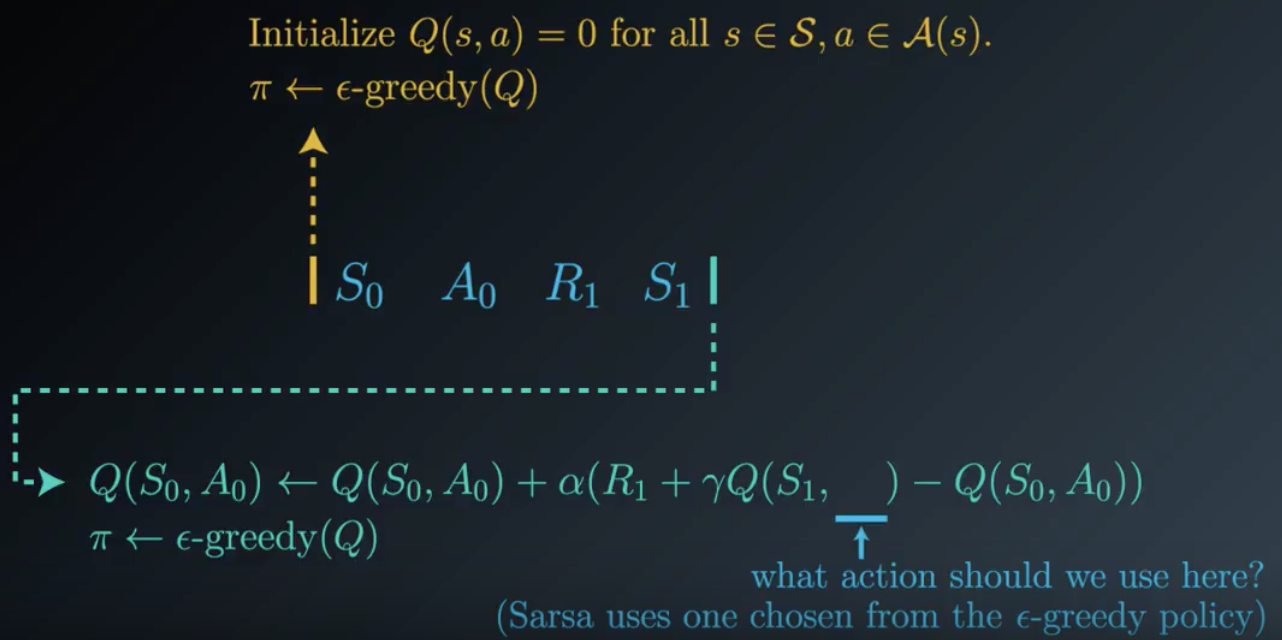 Initialize Q(s, a) = 0 for all s ∈ 𝒮, a ∈ 𝒜(s).
π ← ϵ-greedy(Q)
S₀ A₀ R₁ S₁
Q(S₀, A₀) ← Q(S₀, A₀) + α(R₁ + γQ(S₁, __ ) − Q(S₀, A₀))
π ← ϵ-greedy(Q)
what action should we use here?
(Sarsa uses one chosen from the ϵ-greedy policy)